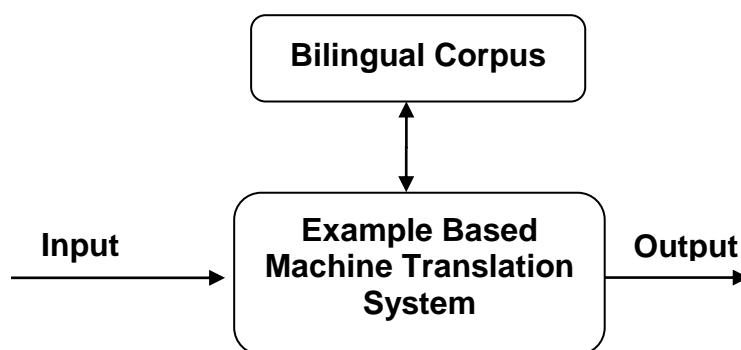 Bilingual Corpus
Input
Example Based
Machine Translation
System
Output